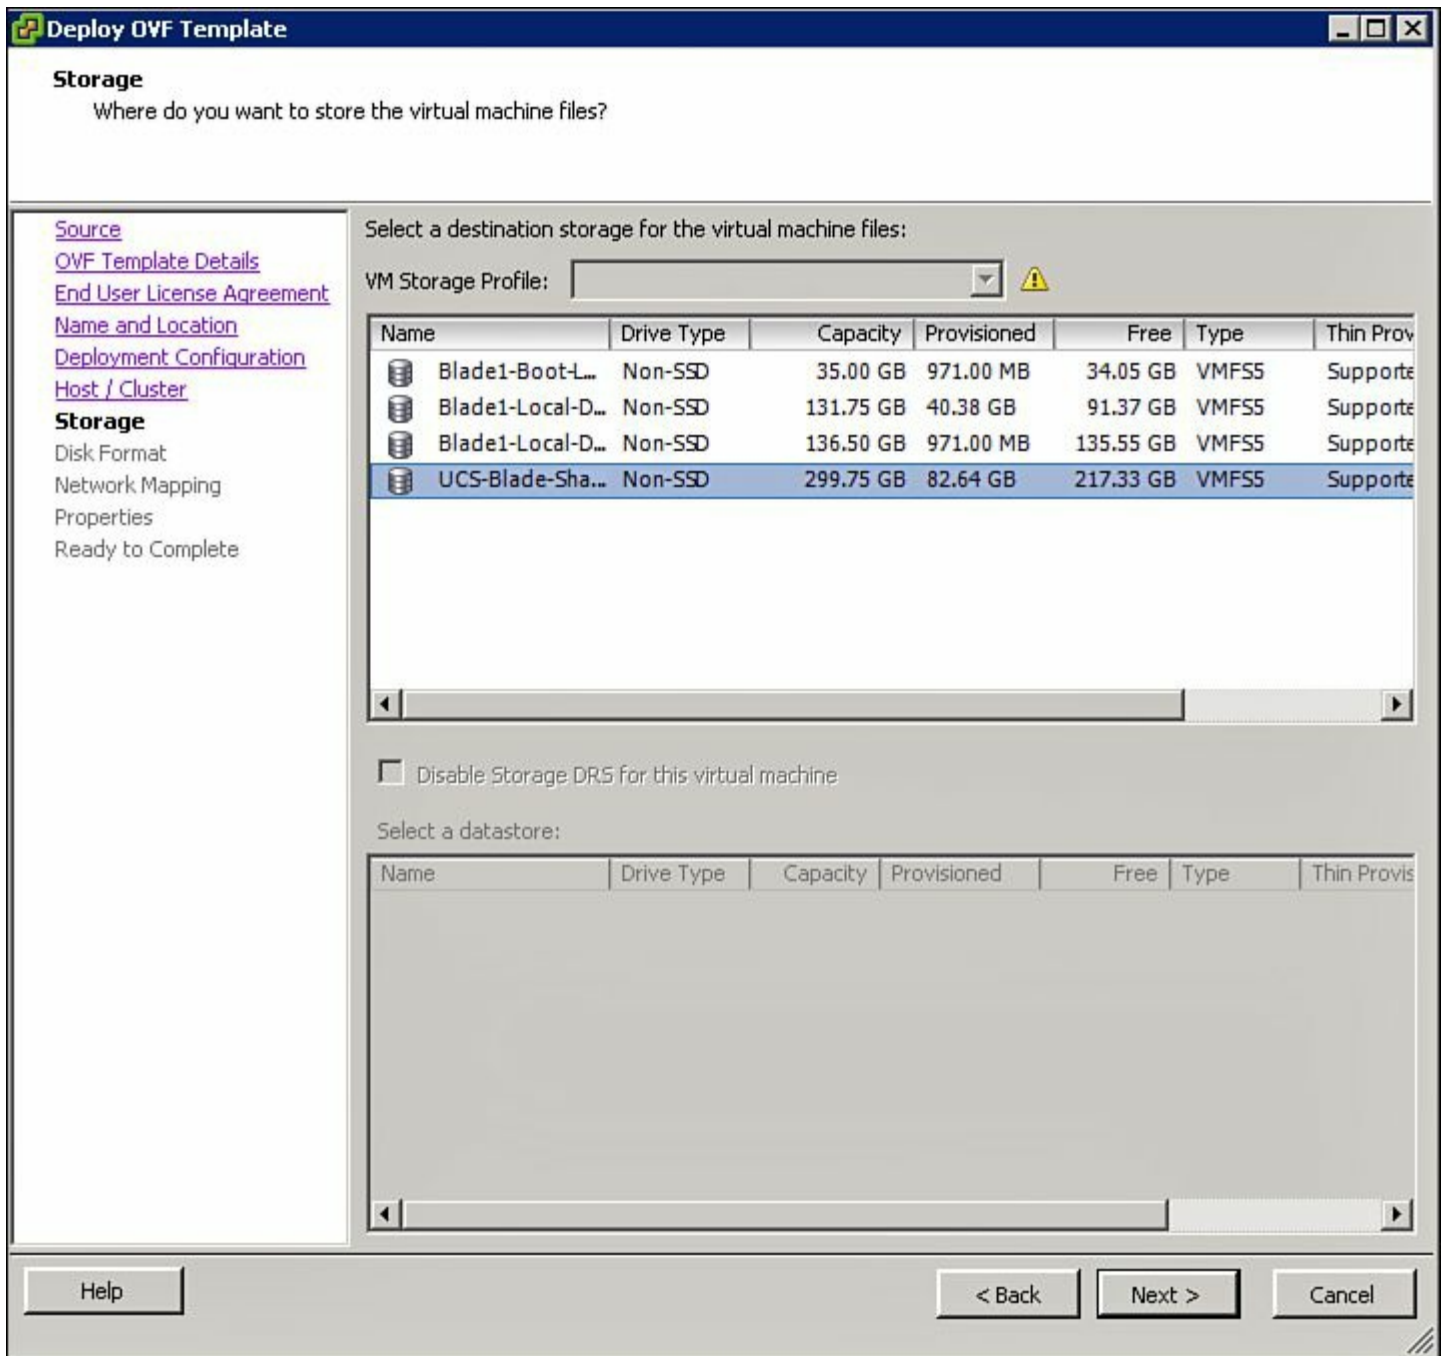 Deploy OVF Template
Storage
Where do you want to store the virtual machine files?
Source
OVF Template Details
End User License Agreement
Name and Location
Deployment Configuration
Host / Cluster
Storage
Disk Format
Network Mapping
Properties
Ready to Complete
Select a destination storage for the virtual machine files:
VM Storage Profile:
Name Drive Type Capacity Provisioned Free Type Thin Prov
Blade1-Boot-L... Non-SSD 35.00 GB 971.00 MB 34.05 GB VMFS5 Supporte
Blade1-Local-D... Non-SSD 131.75 GB 40.38 GB 91.37 GB VMFS5 Supporte
Blade1-Local-D... Non-SSD 136.50 GB 971.00 MB 135.55 GB VMFS5 Supporte
UCS-Blade-Sha... Non-SSD 299.75 GB 82.64 GB 217.33 GB VMFS5 Supporte
Disable Storage DRS for this virtual machine
Select a datastore:
Name Drive Type Capacity Provisioned Free Type Thin Provis
Help < Back Next > Cancel